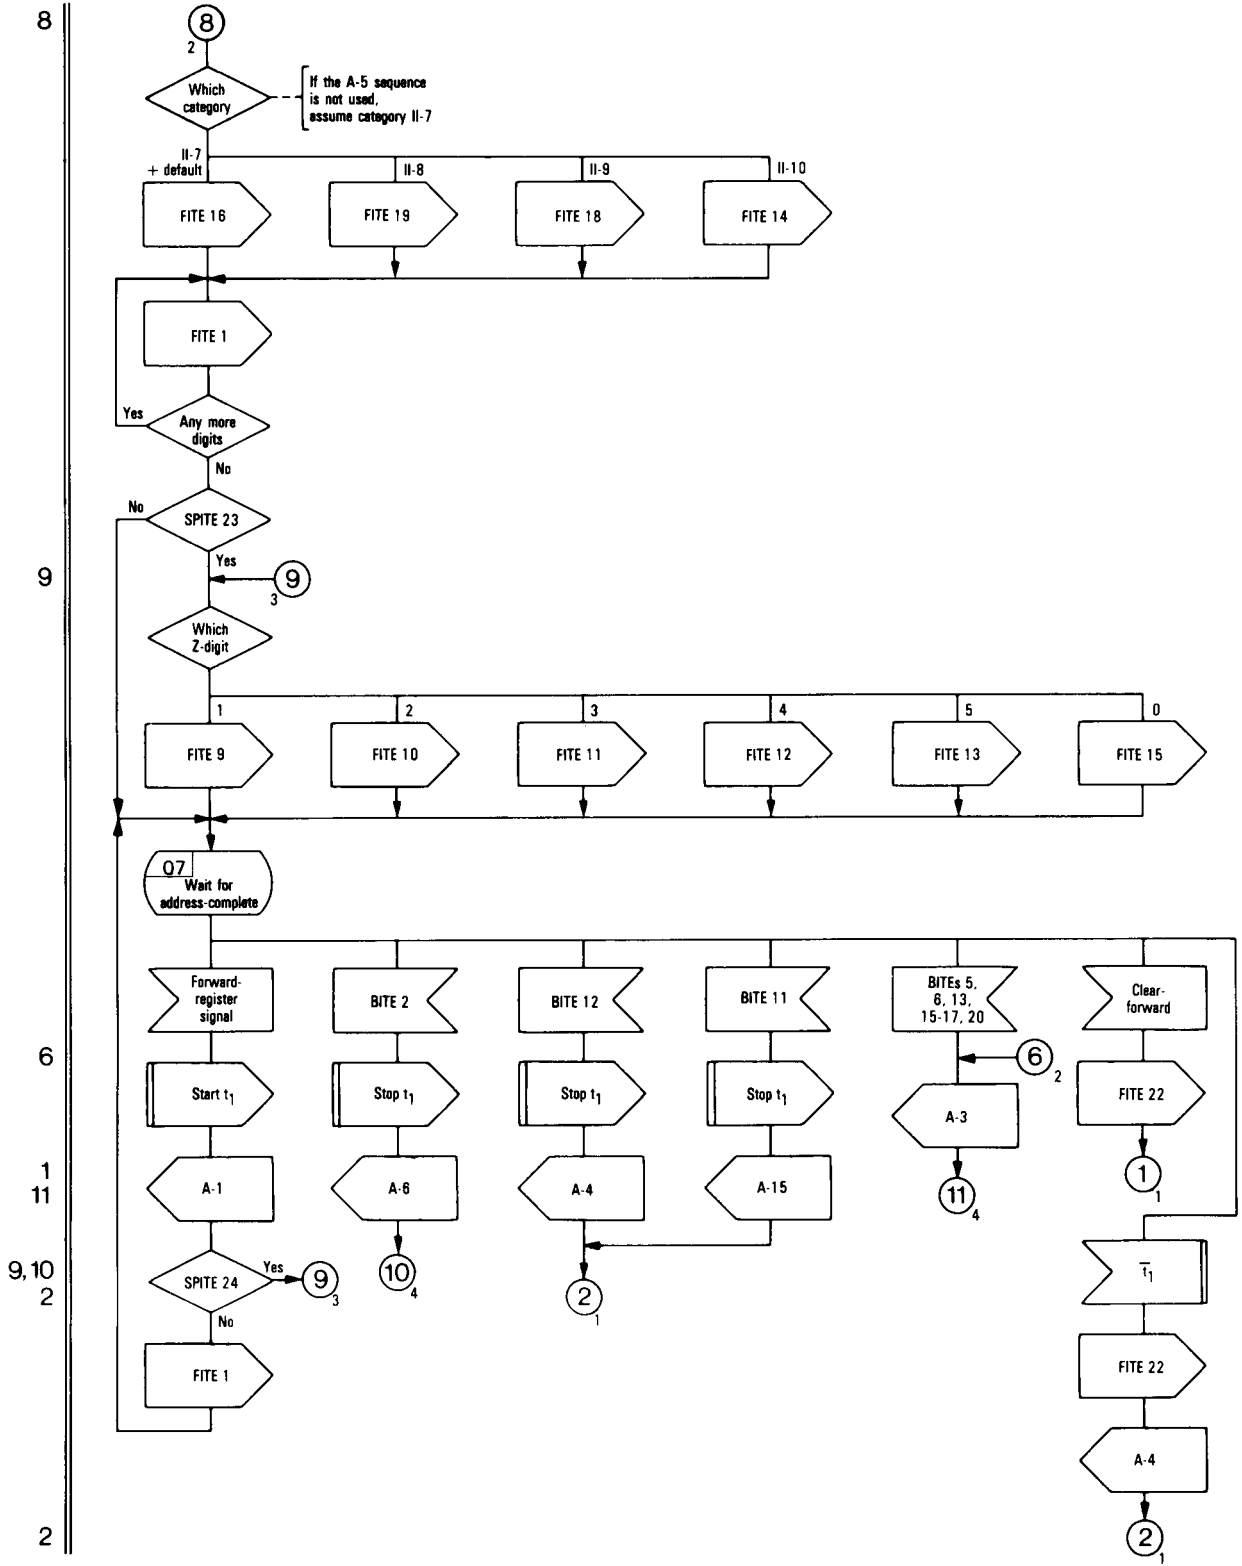 8
8
2
Which
category
If the A-5 sequence
is not used,
assume category II-7
II-7
+ default
II-8
II-9
II-10
FITE 16
FITE 19
FITE 18
FITE 14
FITE 1
Yes
Any more
digits
No
No
SPITE 23
Yes
9
9
3
Which
Z-digit
1
2
3
4
5
0
FITE 9
FITE 10
FITE 11
FITE 12
FITE 13
FITE 15
07
Wait for
address-complete
Forward-
register
signal
BITE 2
BITE 12
BITE 11
BITEs 5,
6, 13,
15-17, 20
Clear-
forward
6
6
2
Start t1
Stop t1
Stop t1
Stop t1
A-3
FITE 22
1
11
A-1
A-6
A-4
A-15
11
4
1
1
9,10
2
SPITE 24
Yes
9
3
10
4
2
1
t̅1
No
FITE 1
FITE 22
A-4
2
2
1